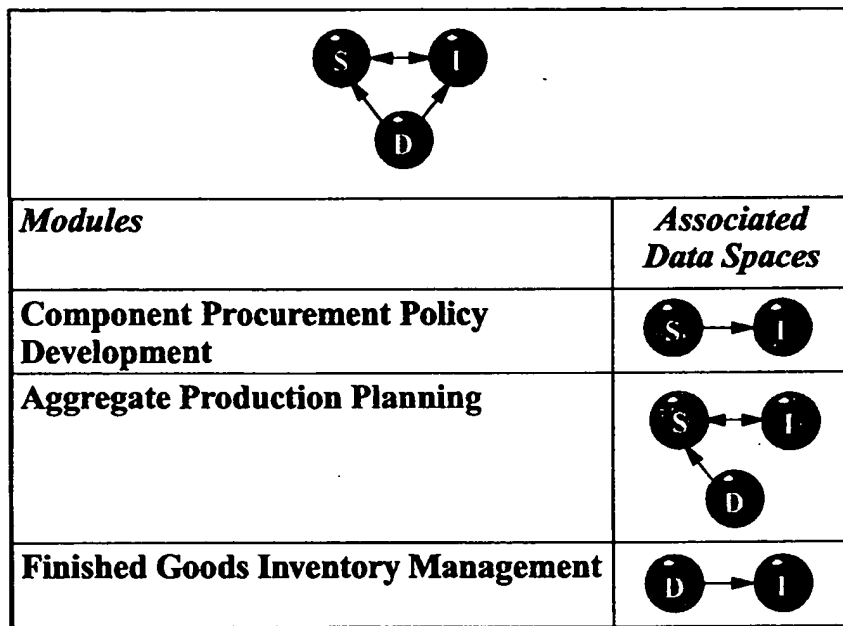 S I
D
Modules
Associated
Data Spaces
Component Procurement Policy
Development
S I
Aggregate Production Planning
S I
D
Finished Goods Inventory Management
D I